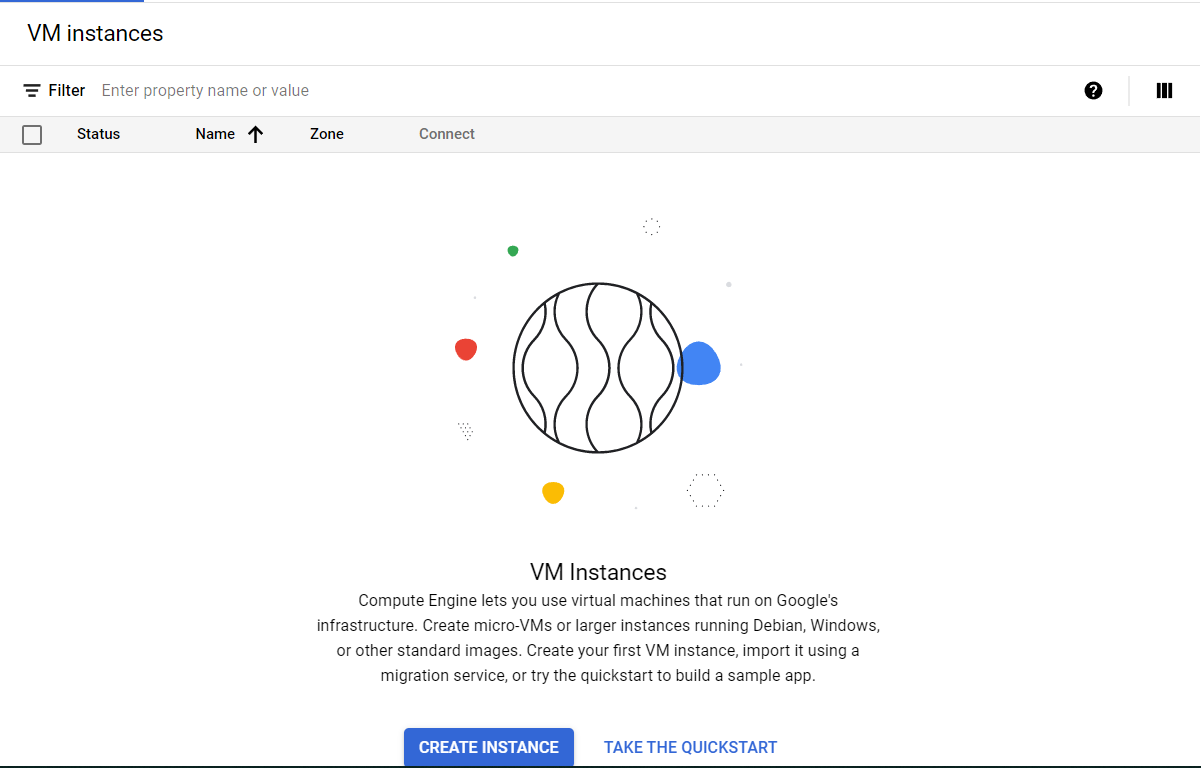 VM instances
Filter Enter property name or value
Status Name Zone Connect
VM Instances
Compute Engine lets you use virtual machines that run on Google's
infrastructure. Create micro-VMs or larger instances running Debian, Windows,
or other standard images. Create your first VM instance, import it using a
migration service, or try the quickstart to build a sample app.
CREATE INSTANCE TAKE THE QUICKSTART